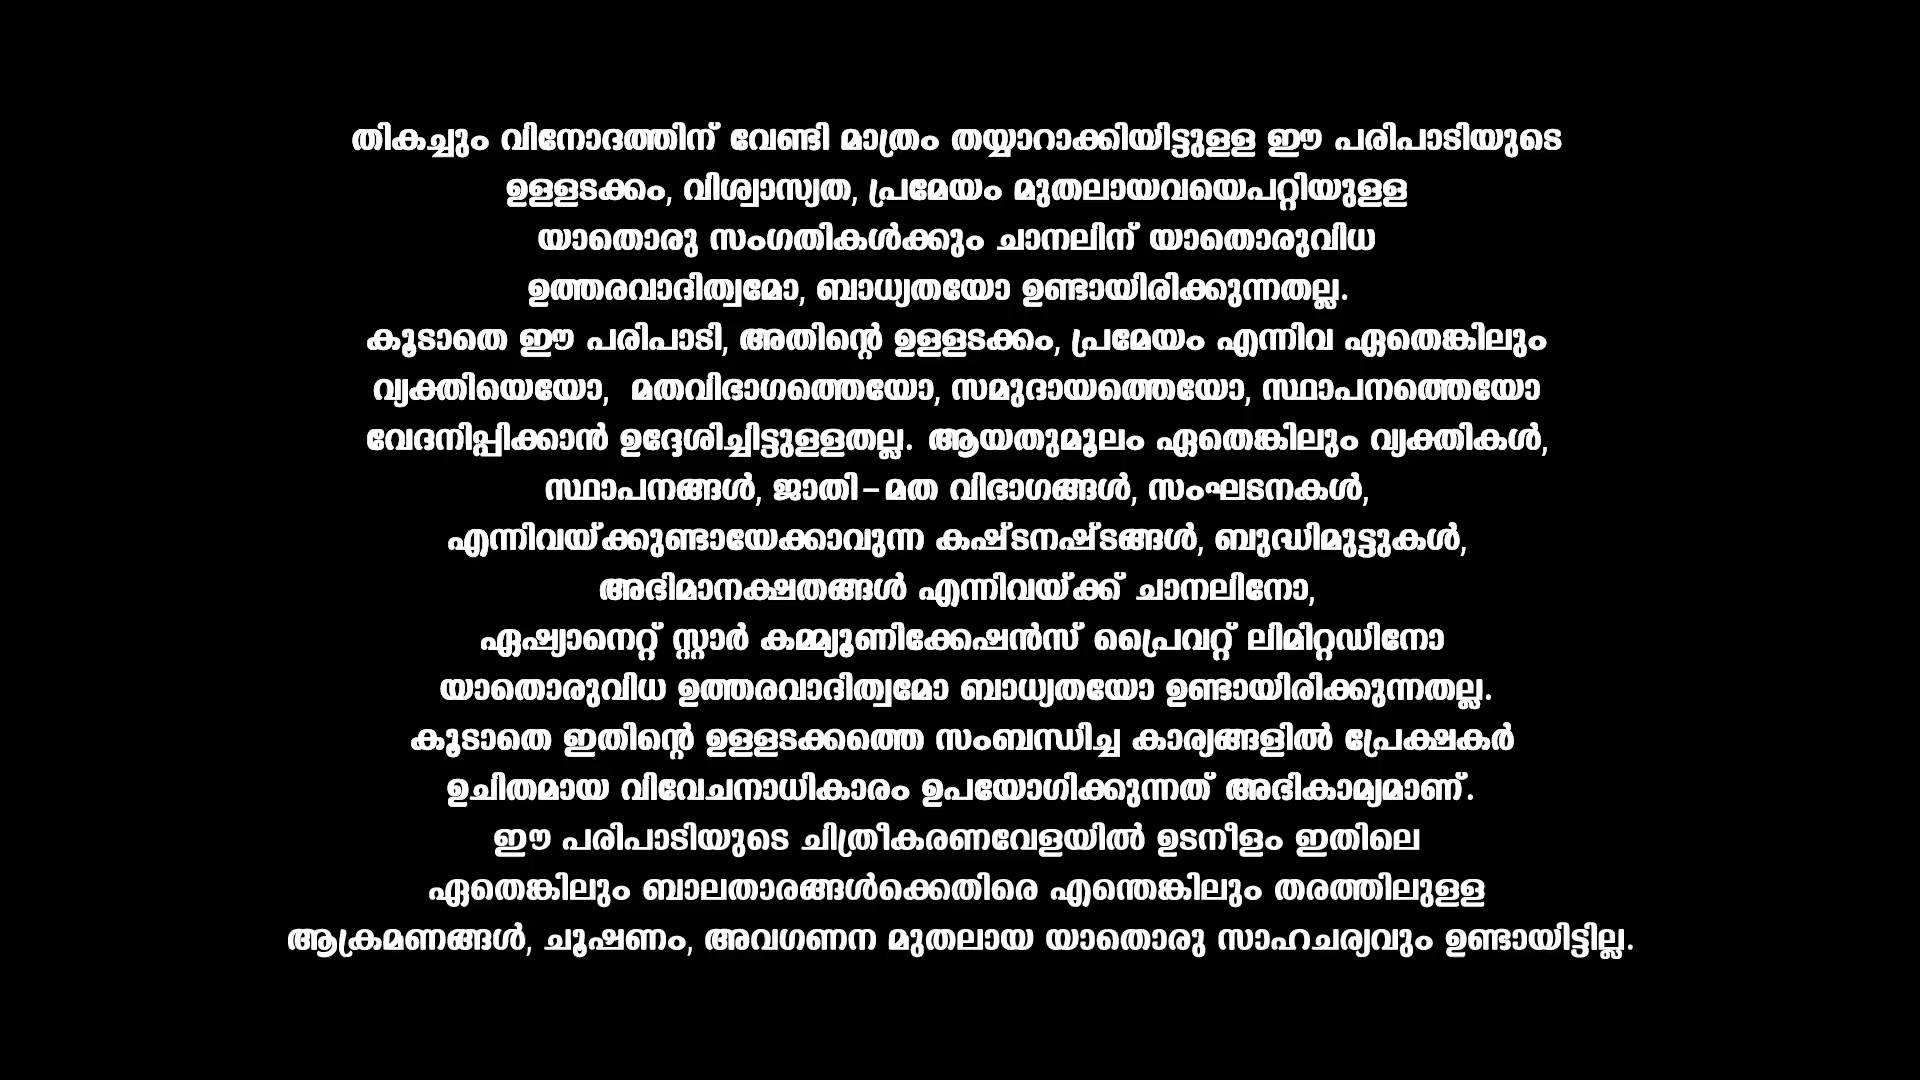 തികച്ചും വിനോദത്തിന് വേണ്ടി മാത്രം തയ്യാറാക്കിയിട്ടുള്ള ഈ പരിപാടിയുടെ
ഉള്ളടക്കം, വിശ്വാസ്യത, പ്രമേയം മുതലായവയെപറ്റിയുള്ള
യാതൊരു സംഗതികൾക്കും ചാനലിന് യാതൊരുവിധ
ഉത്തരവാദിത്വമോ, ബാധ്യതയോ ഉണ്ടായിരിക്കുന്നതല്ല.
കൂടാതെ ഈ പരിപാടി, അതിന്റെ ഉള്ളടക്കം, പ്രമേയം എന്നിവ ഏതെങ്കിലും
വ്യക്തിയെയോ, മതവിഭാഗത്തെയോ, സമുദായത്തെയോ, സ്ഥാപനത്തെയോ
വേദനിപ്പിക്കാൻ ഉദ്ദേശിച്ചിട്ടുള്ളതല്ല. ആയതുമൂലം ഏതെങ്കിലും വ്യക്തികൾ,
സ്ഥാപനങ്ങൾ, ജാതി–മത വിഭാഗങ്ങൾ, സംഘടനകൾ,
എന്നിവയ്ക്കുണ്ടായേക്കാവുന്ന കഷ്ടനഷ്ടങ്ങൾ, ബുദ്ധിമുട്ടുകൾ,
അഭിമാനക്ഷതങ്ങൾ എന്നിവയ്ക്ക് ചാനലിനോ,
ഏഷ്യാനെറ്റ് സ്റ്റാർ കമ്മ്യൂണിക്കേഷൻസ് പ്രൈവറ്റ് ലിമിറ്റഡിനോ
യാതൊരുവിധ ഉത്തരവാദിത്വമോ ബാധ്യതയോ ഉണ്ടായിരിക്കുന്നതല്ല.
കൂടാതെ ഇതിന്റെ ഉള്ളടക്കത്തെ സംബന്ധിച്ച കാര്യങ്ങളിൽ പ്രേക്ഷകർ
ഉചിതമായ വിവേചനാധികാരം ഉപയോഗിക്കുന്നത് അഭികാമ്യമാണ്.
ഈ പരിപാടിയുടെ ചിത്രീകരണവേളയിൽ ഉടനീളം ഇതിലെ
ഏതെങ്കിലും ബാലതാരങ്ങൾക്കെതിരെ എന്തെങ്കിലും തരത്തിലുള്ള
ആക്രമണങ്ങൾ, ചൂഷണം, അവഗണന മുതലായ യാതൊരു സാഹചര്യവും ഉണ്ടായിട്ടില്ല.